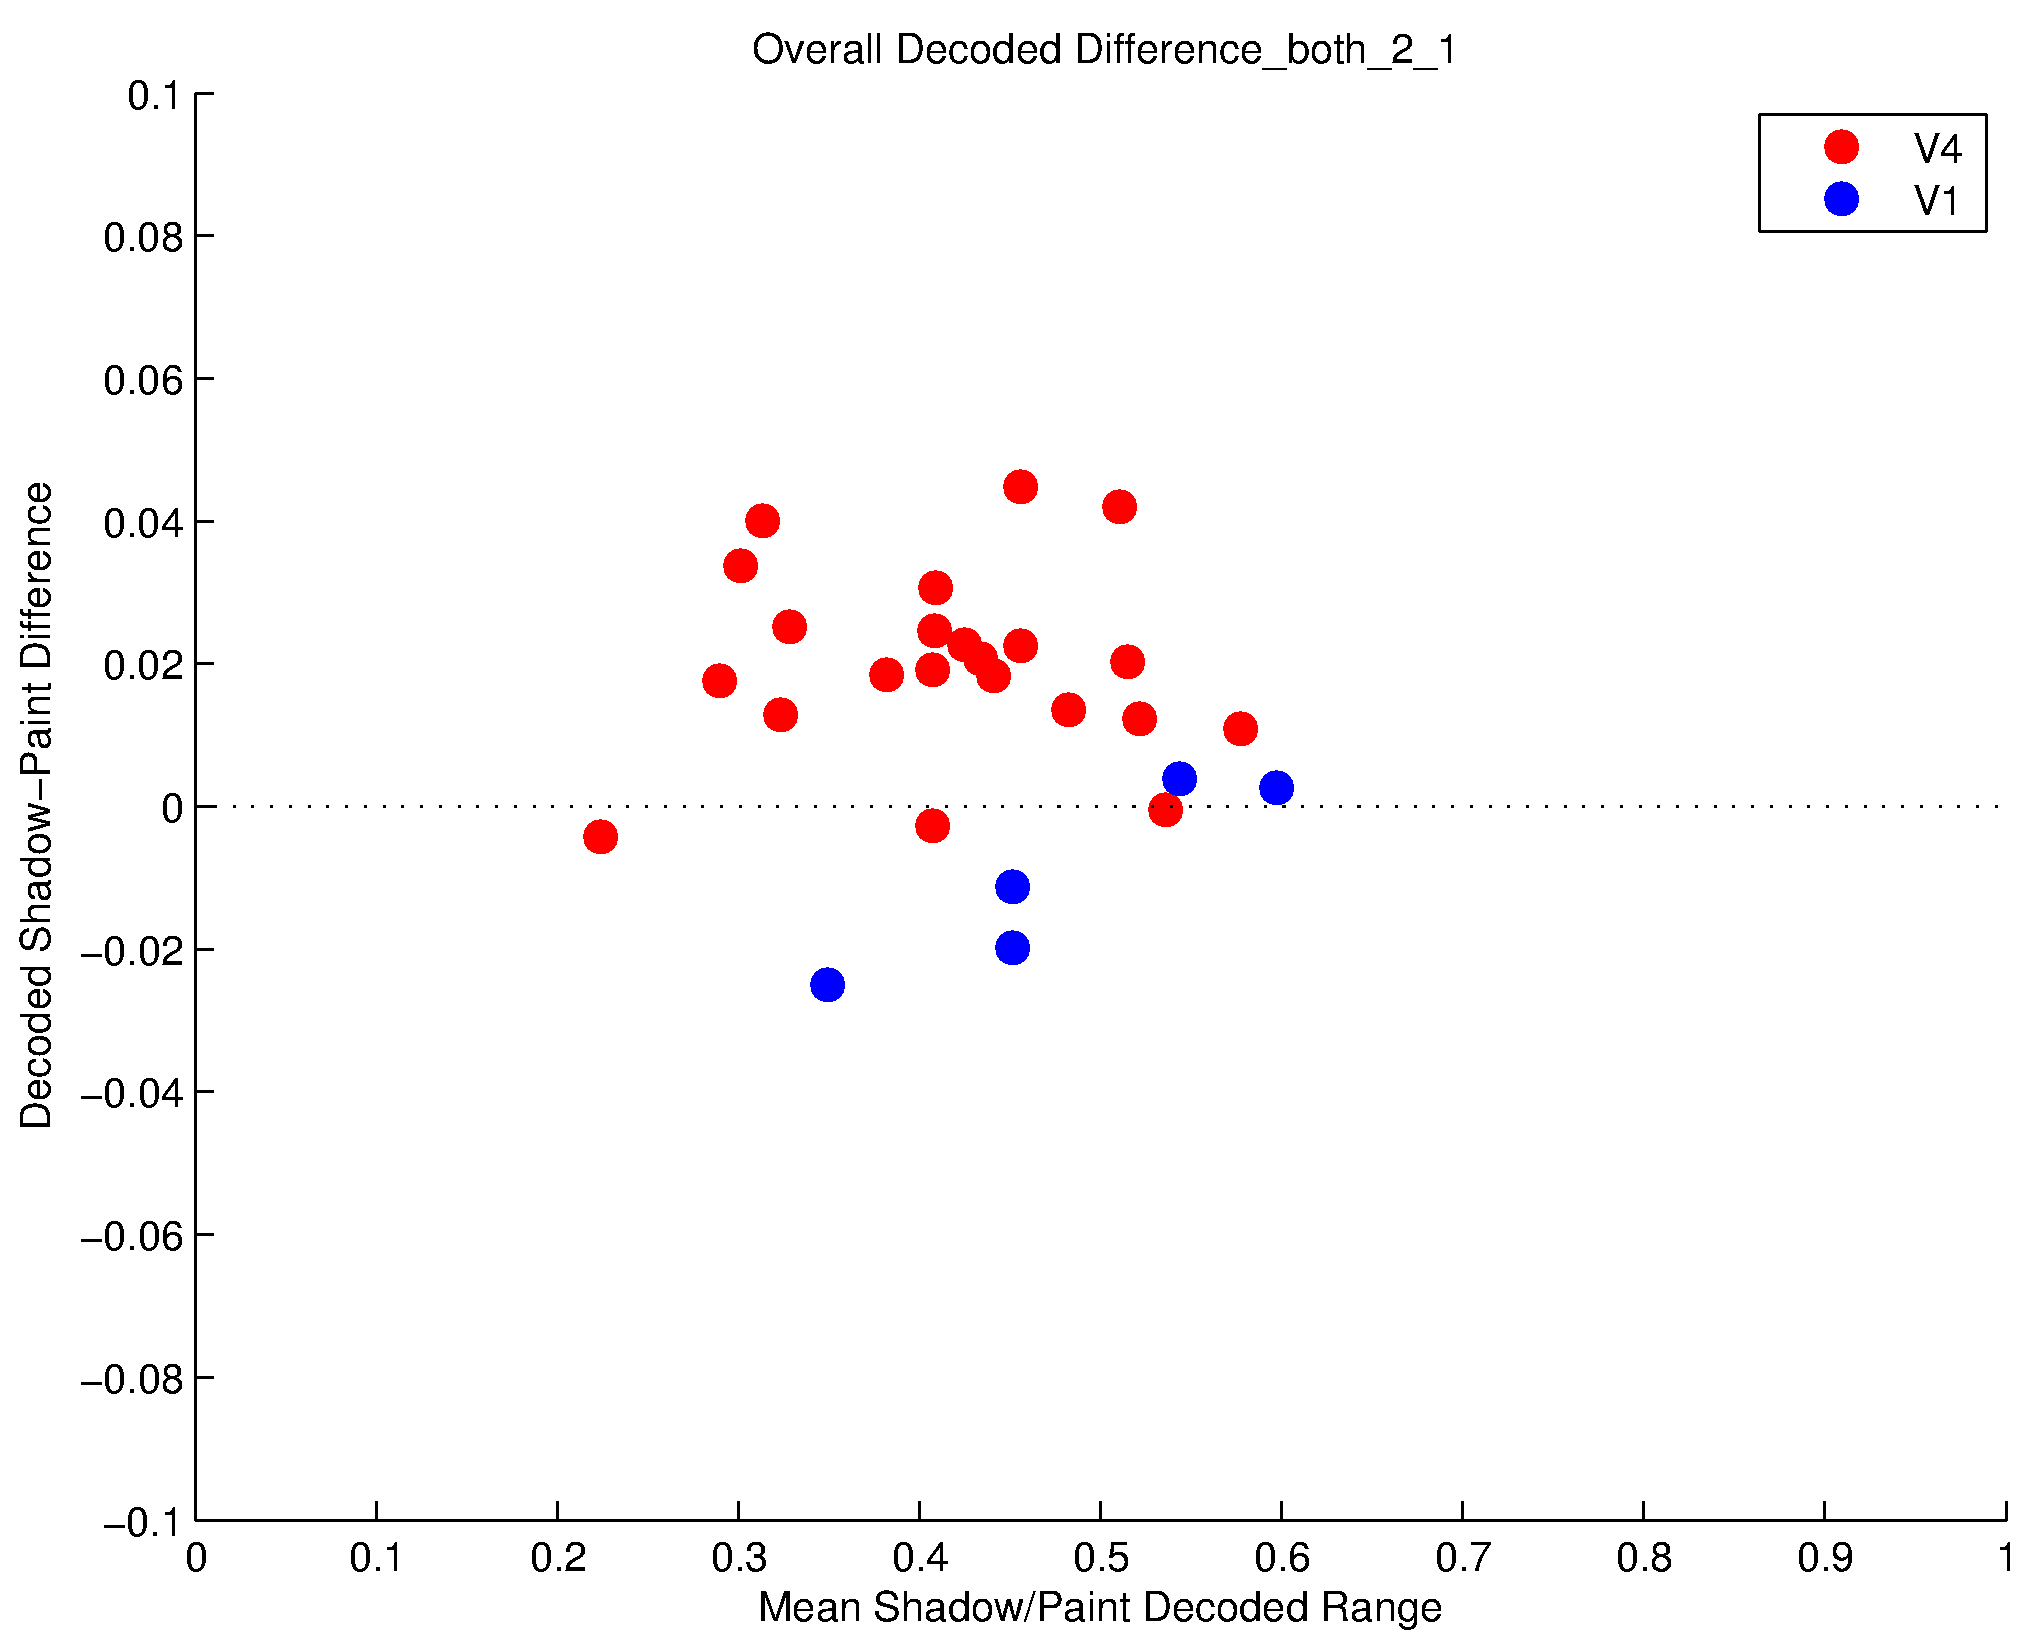 Overall Decoded Difference_both_2_1
V4
V1
0.1
0.08
0.06
0.04
0.02
0
−0.02
−0.04
−0.06
−0.08
−0.1
Decoded Shadow−Paint Difference
0 0.1 0.2 0.3 0.4 0.5 0.6 0.7 0.8 0.9 1
Mean Shadow/Paint Decoded Range